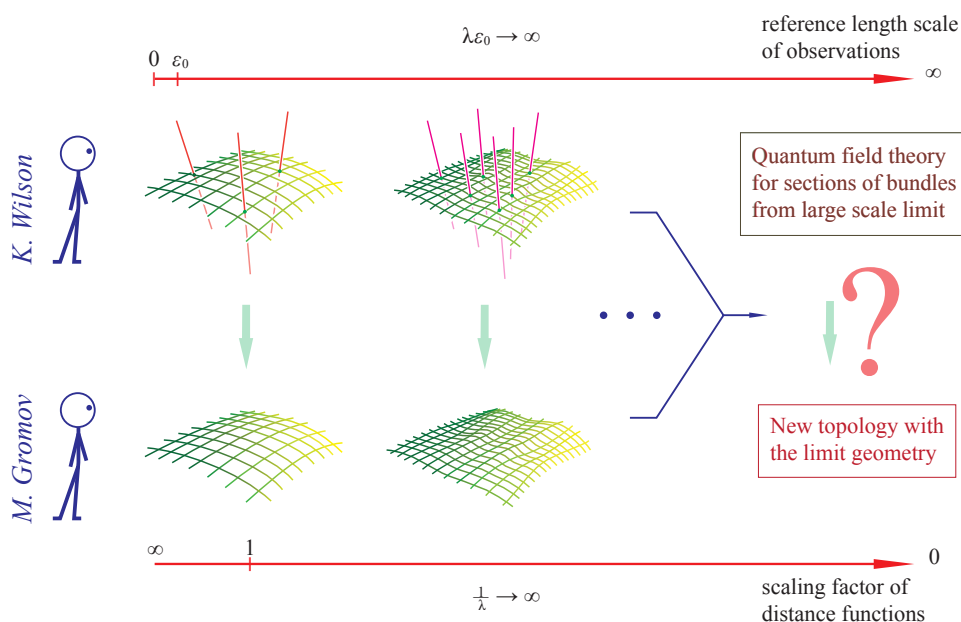 reference length scale
of observations
λε₀ → ∞
0 ε₀
∞
K. Wilson
Quantum field theory
for sections of bundles
from large scale limit
• • •
?
M. Gromov
New topology with
the limit geometry
∞
1
0
1/λ → ∞
scaling factor of
distance functions